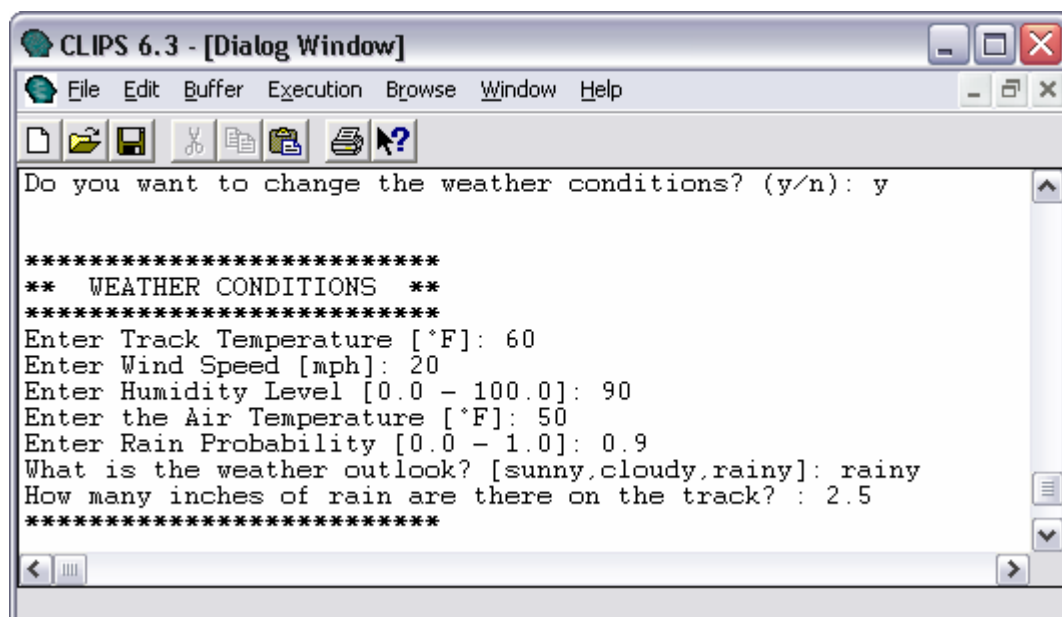 CLIPS 6.3 - [Dialog Window]
File Edit Buffer Execution Browse Window Help
Do you want to change the weather conditions? (y/n): y
**************************
** WEATHER CONDITIONS **
**************************
Enter Track Temperature [°F]: 60
Enter Wind Speed [mph]: 20
Enter Humidity Level [0.0 - 100.0]: 90
Enter the Air Temperature [°F]: 50
Enter Rain Probability [0.0 - 1.0]: 0.9
What is the weather outlook? [sunny,cloudy,rainy]: rainy
How many inches of rain are there on the track? : 2.5
**************************